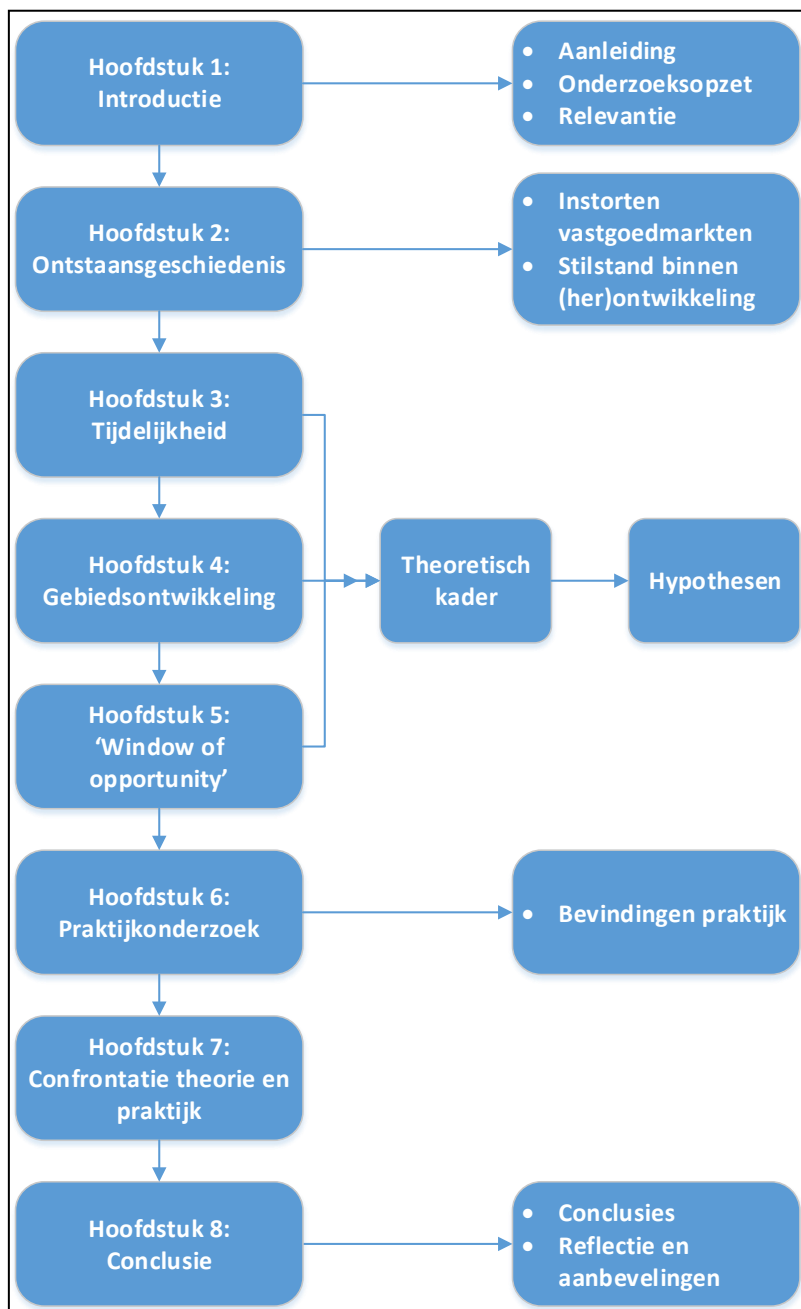 Hoofdstuk 1:
Introductie
• Aanleiding
• Onderzoeksopzet
• Relevantie
Hoofdstuk 2:
Ontstaansgeschiedenis
• Instorten
vastgoedmarkten
• Stilstand binnen
(her)ontwikkeling
Hoofdstuk 3:
Tijdelijkheid
Hoofdstuk 4:
Gebiedsontwikkeling
Theoretisch
kader
Hypothesen
Hoofdstuk 5:
‘Window of
opportunity’
Hoofdstuk 6:
Praktijkonderzoek
• Bevindingen praktijk
Hoofdstuk 7:
Confrontatie theorie en
praktijk
Hoofdstuk 8:
Conclusie
• Conclusies
• Reflectie en
aanbevelingen